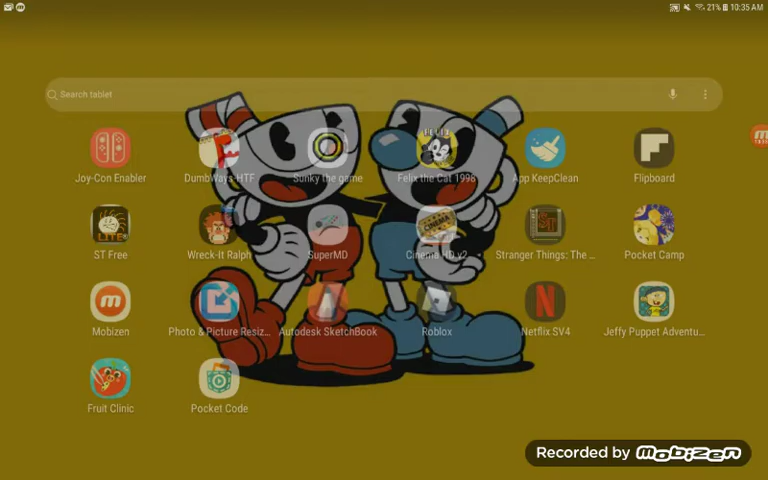 21% 10:35 AM
Search tablet
Joy-Con Enabler
DumbWays-HTF
Sunky the game
Felix the Cat 1998
App KeepClean
Flipboard
ST Free
Wreck-It Ralph
SuperMD
Cinema HD v2
Stranger Things: The ...
Pocket Camp
Mobizen
Photo & Picture Resiz...
Autodesk SketchBook
Roblox
Netflix SV4
Jeffy Puppet Adventu...
Fruit Clinic
Pocket Code
Recorded by mobizen